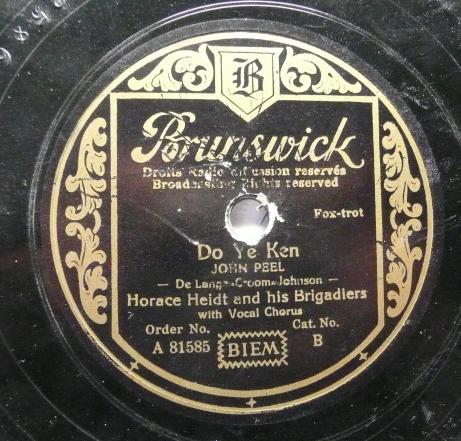 B
Brunswick
Droits Radio diffusion reservés
Broadcasting Rights reserved
Fox-trot
Do Ye Ken
JOHN PEEL
— De Lange-Croom-Johnson —
Horace Heidt and his Brigadiers
with Vocal Chorus
Order No. Cat. No.
A 81585 BIEM B